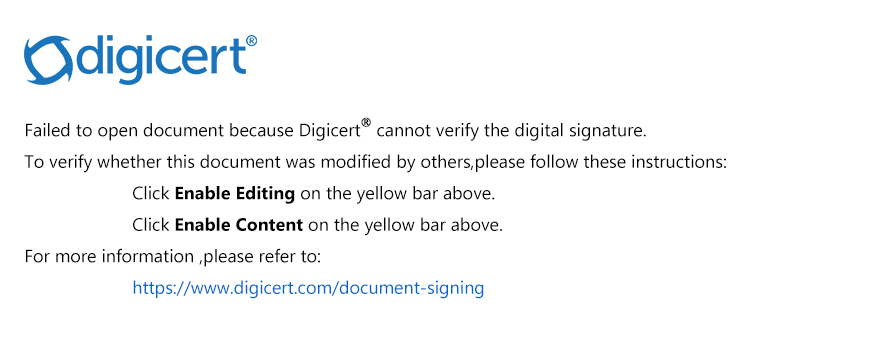 digicert®
Failed to open document because Digicert® cannot verify the digital signature.
To verify whether this document was modified by others,please follow these instructions:
Click Enable Editing on the yellow bar above.
Click Enable Content on the yellow bar above.
For more information ,please refer to:
https://www.digicert.com/document-signing